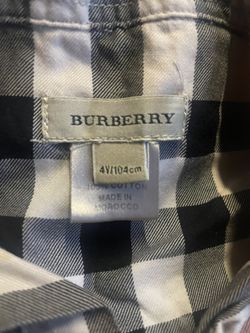 BURBERRY
4Y/104cm
100% COTTON
MADE IN
MOROCCO